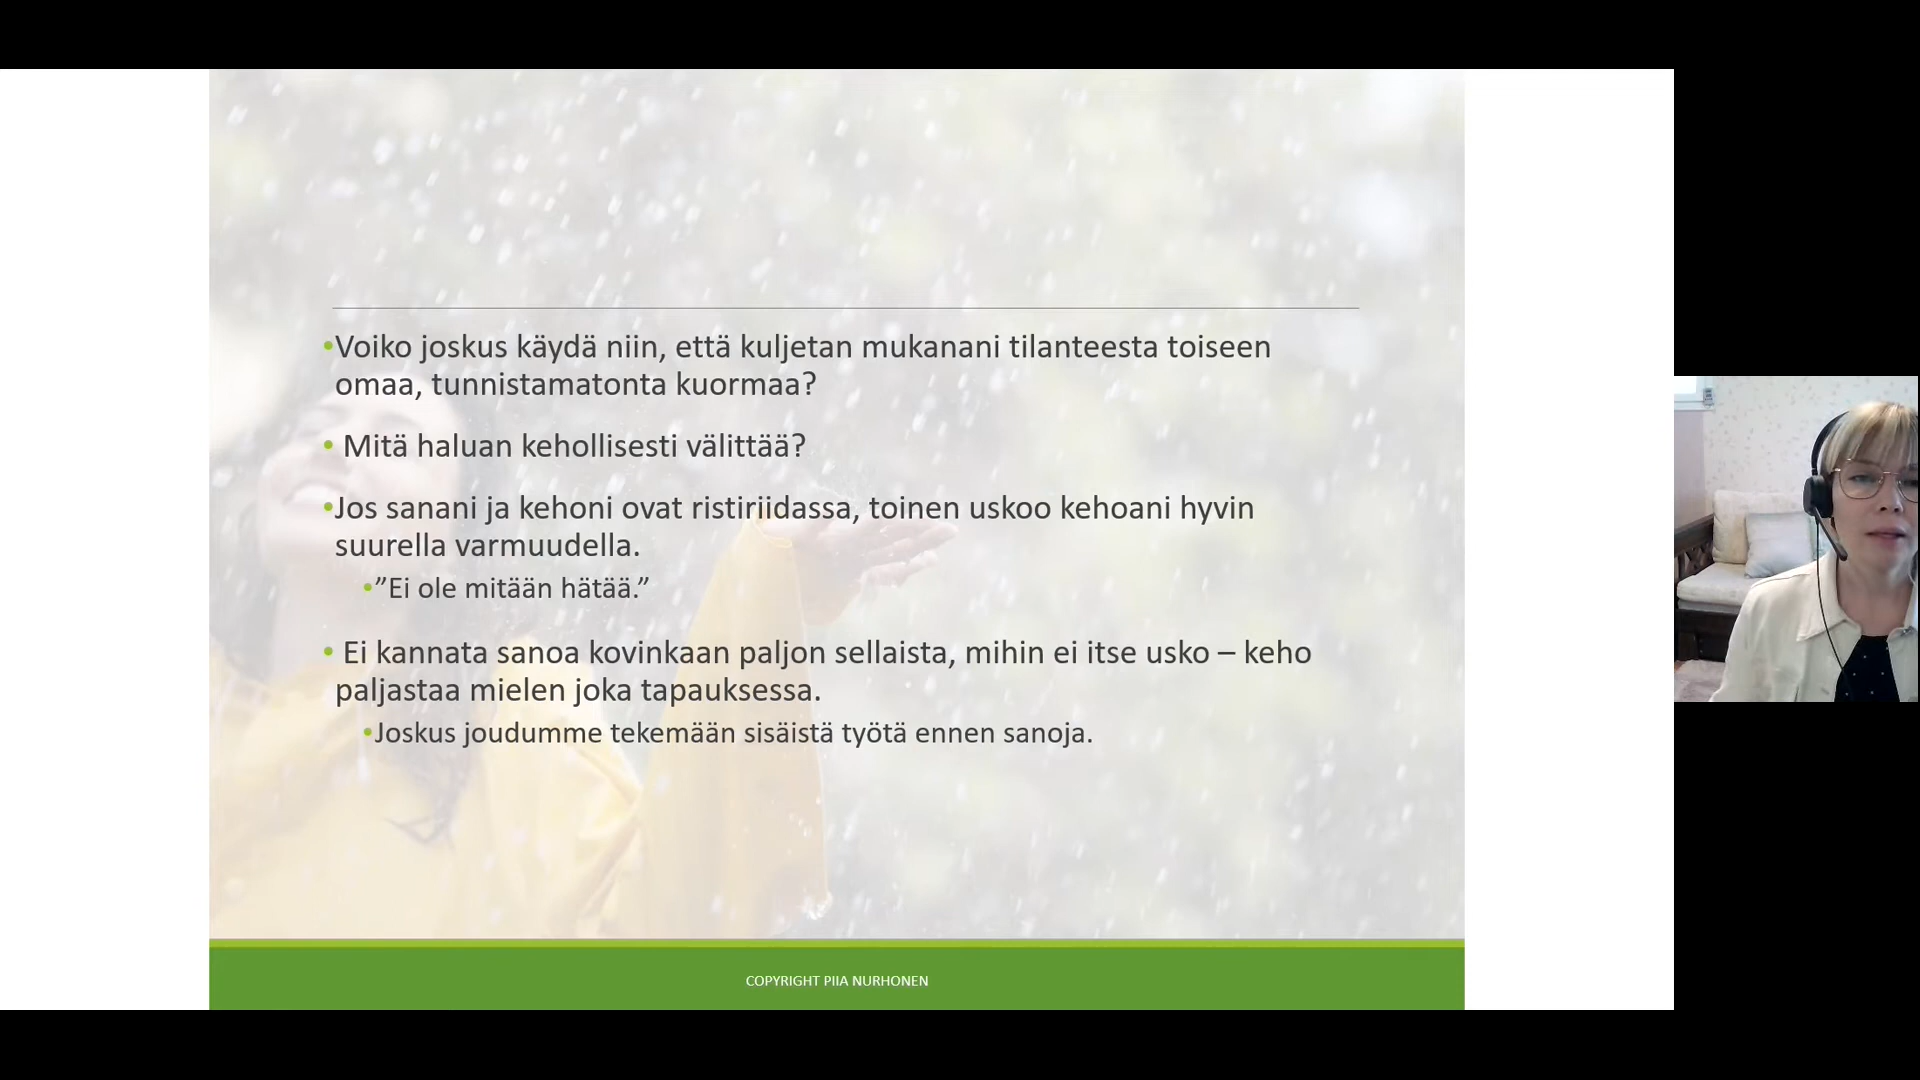 •Voiko joskus käydä niin, että kuljetan mukanani tilanteesta toiseen
omaa, tunnistamatonta kuormaa?
• Mitä haluan kehollisesti välittää?
•Jos sanani ja kehoni ovat ristiriidassa, toinen uskoo kehoani hyvin
suurella varmuudella.
•”Ei ole mitään hätää.”
• Ei kannata sanoa kovinkaan paljon sellaista, mihin ei itse usko – keho
paljastaa mielen joka tapauksessa.
•Joskus joudumme tekemään sisäistä työtä ennen sanoja.
COPYRIGHT PIIA NURHONEN